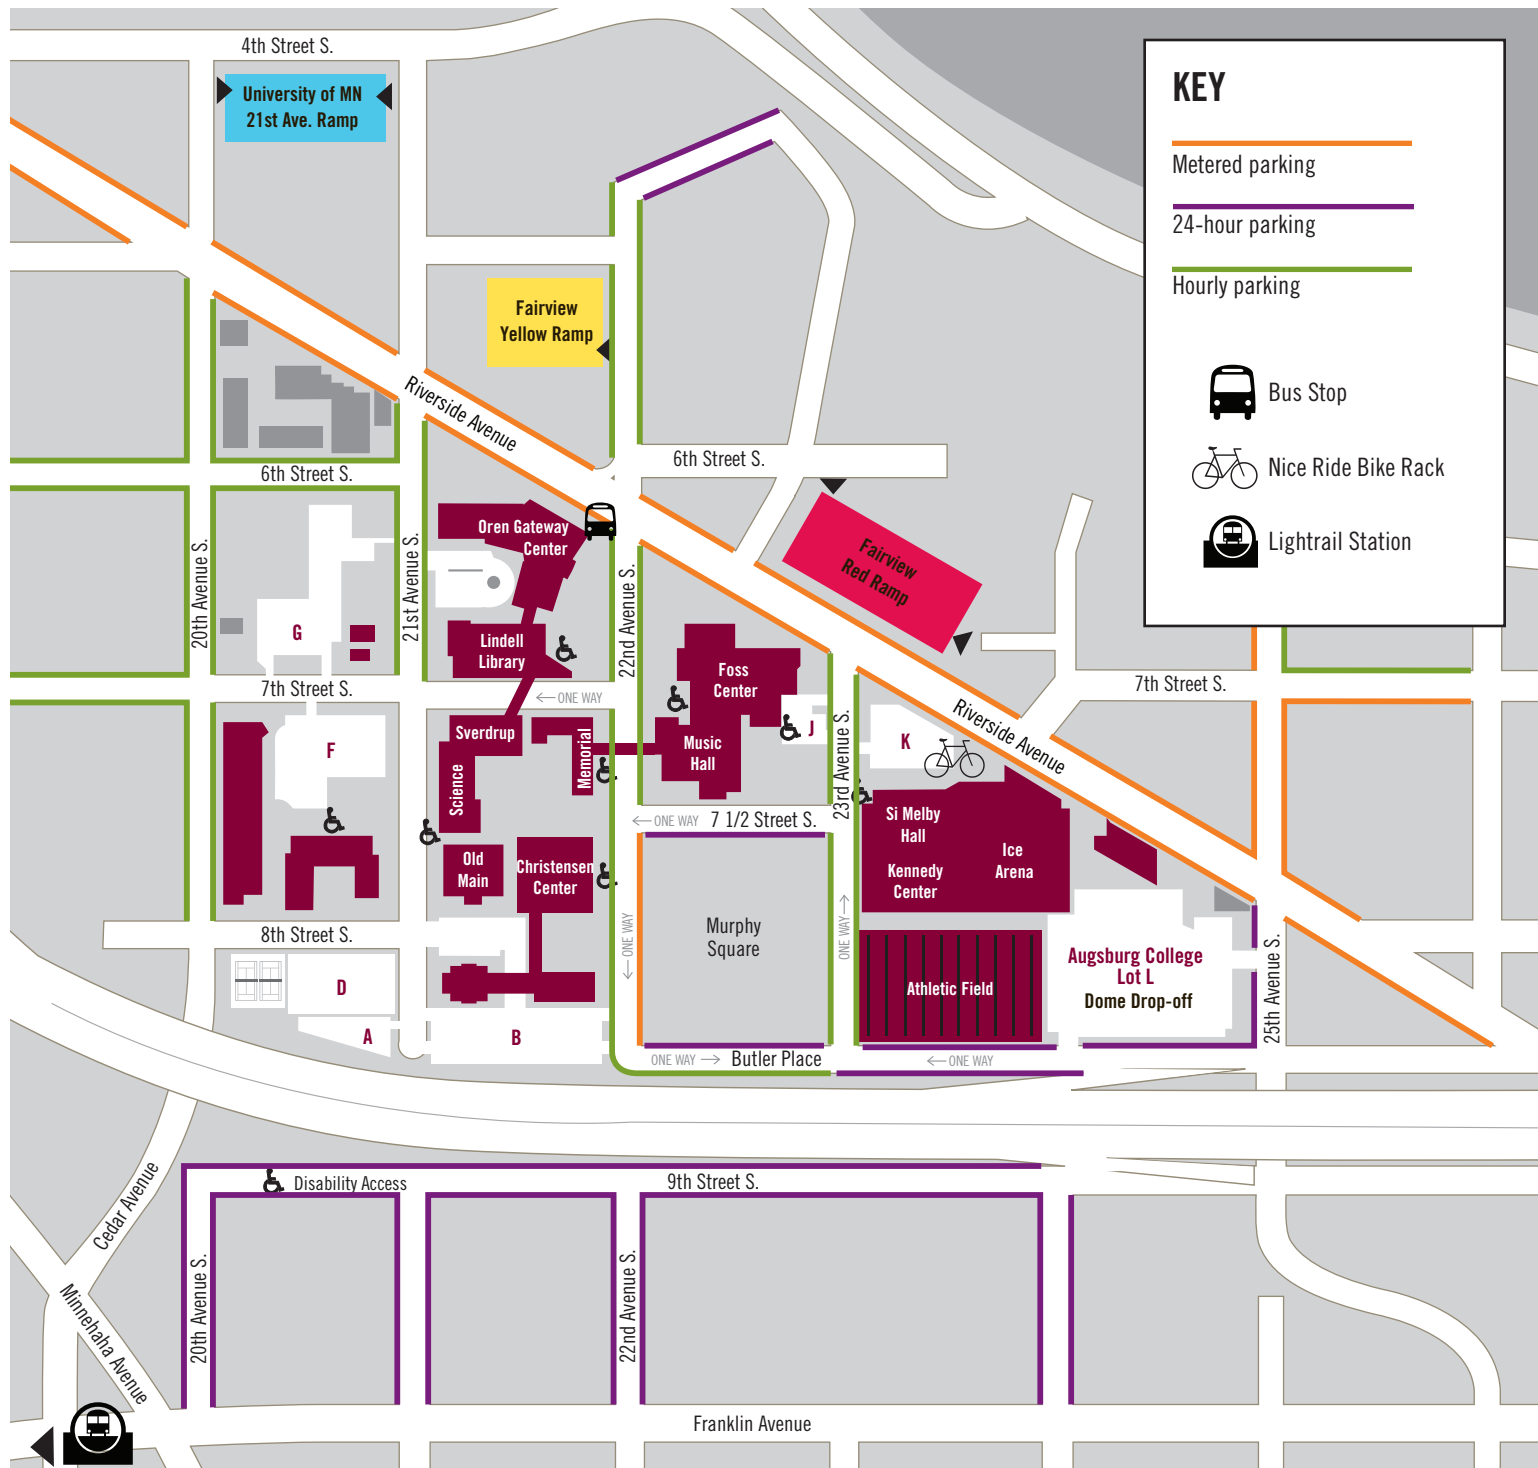 4th Street S.
University of MN
21st Ave. Ramp
KEY
Metered parking
24-hour parking
Hourly parking
Bus Stop
Nice Ride Bike Rack
Lightrail Station
Fairview
Yellow Ramp
Riverside Avenue
6th Street S.
6th Street S.
Fairview
Red Ramp
Oren Gateway
Center
20th Avenue S.
21st Avenue S.
22nd Avenue S.
G
Lindell
Library
Foss
Center
7th Street S.
← ONE WAY
7th Street S.
Riverside Avenue
F
Sverdrup
Science
Memorial
Music
Hall
J
23rd Avenue S.
K
← ONE WAY
7 1/2 Street S.
Si Melby
Hall
Kennedy
Center
Ice
Arena
Old
Main
Christensen
Center
8th Street S.
← ONE WAY
Murphy
Square
ONE WAY →
Augsburg College
Lot L
Dome Drop-off
25th Avenue S.
D
A
B
Athletic Field
ONE WAY →
Butler Place
← ONE WAY
Cedar Avenue
Disability Access
9th Street S.
Minnehaha Avenue
20th Avenue S.
22nd Avenue S.
Franklin Avenue